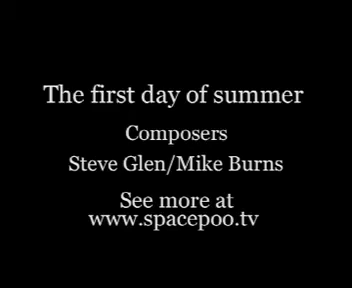 The first day of summer
Composers
Steve Glen/Mike Burns
See more at
www.spacepoo.tv